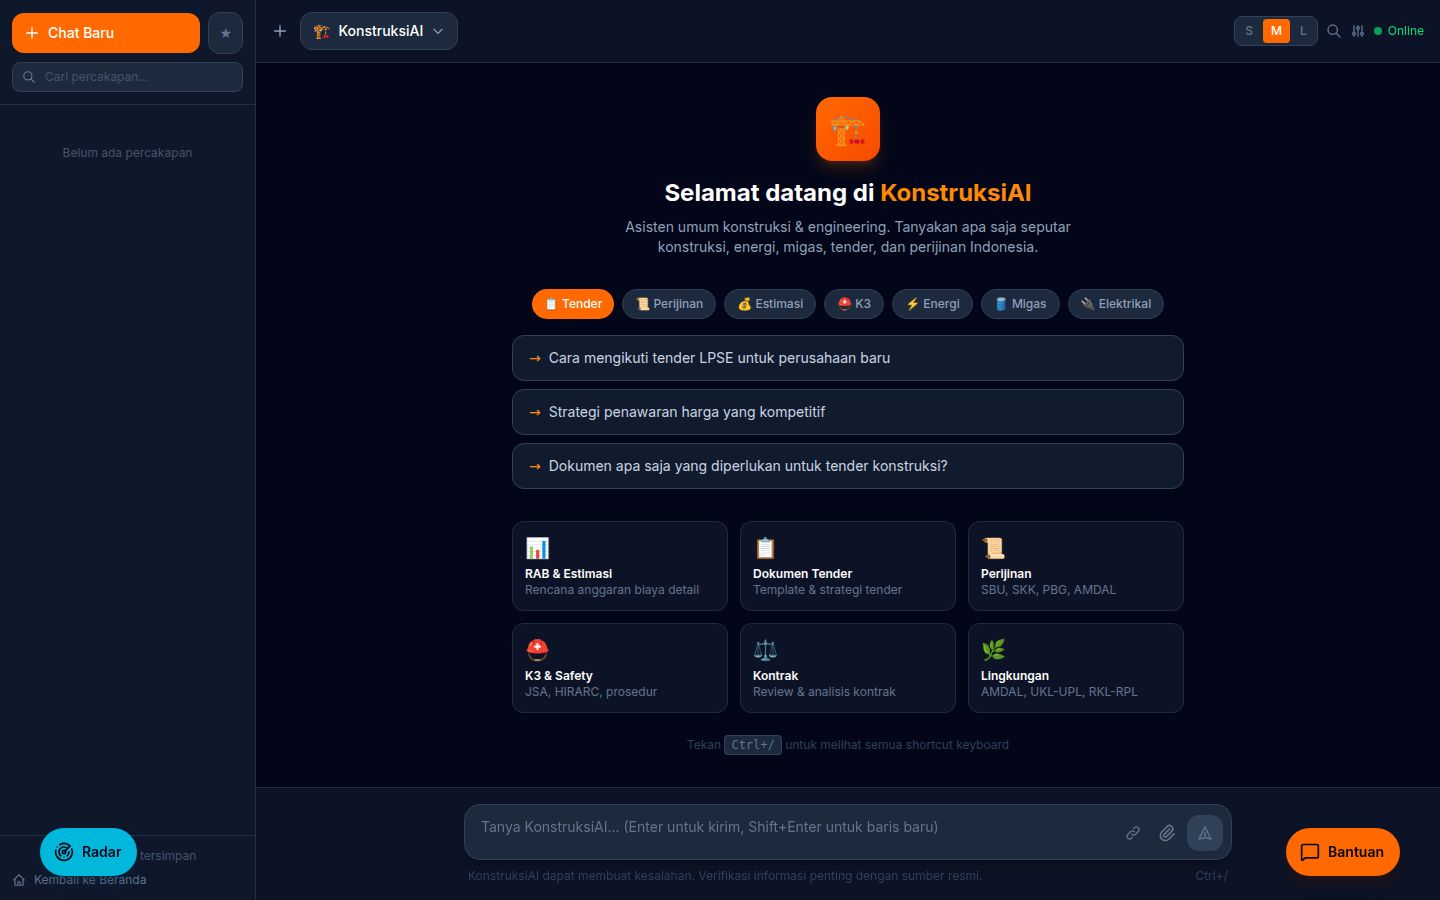 Chat Baru
Cari percakapan...
Belum ada percakapan
Radar
tersimpan
Kembali ke Beranda
KonstruksiAI
S M L
Online
Selamat datang di KonstruksiAI
Asisten umum konstruksi & engineering. Tanyakan apa saja seputar
konstruksi, energi, migas, tender, dan perijinan Indonesia.
Tender Perijinan Estimasi K3 Energi Migas Elektrikal
→ Cara mengikuti tender LPSE untuk perusahaan baru
→ Strategi penawaran harga yang kompetitif
→ Dokumen apa saja yang diperlukan untuk tender konstruksi?
RAB & Estimasi
Rencana anggaran biaya detail
Dokumen Tender
Template & strategi tender
Perijinan
SBU, SKK, PBG, AMDAL
K3 & Safety
JSA, HIRARC, prosedur
Kontrak
Review & analisis kontrak
Lingkungan
AMDAL, UKL-UPL, RKL-RPL
Tekan Ctrl+/ untuk melihat semua shortcut keyboard
Tanya KonstruksiAI... (Enter untuk kirim, Shift+Enter untuk baris baru)
KonstruksiAI dapat membuat kesalahan. Verifikasi informasi penting dengan sumber resmi.
Ctrl+/
Bantuan